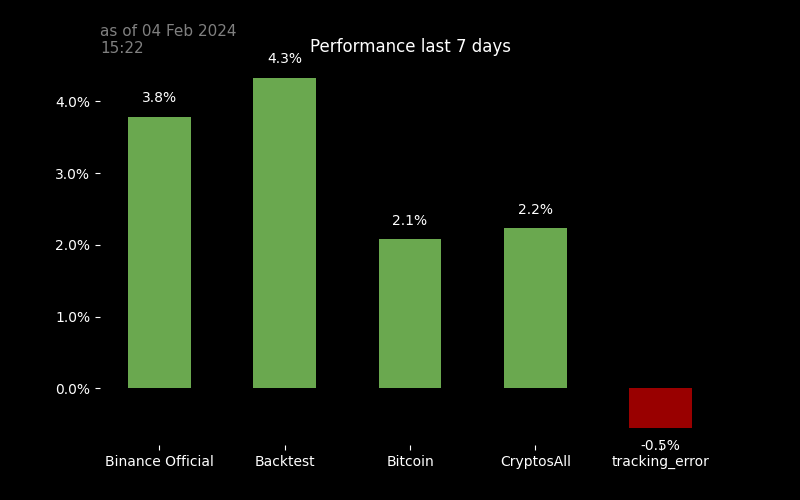 as of 04 Feb 2024
15:22
Performance last 7 days
4.3%
3.8%
4.0%
3.0%
2.2%
2.1%
2.0%
1.0%
0.0%
-0.5%
Binance Official
Backtest
Bitcoin
CryptosAll
tracking_error